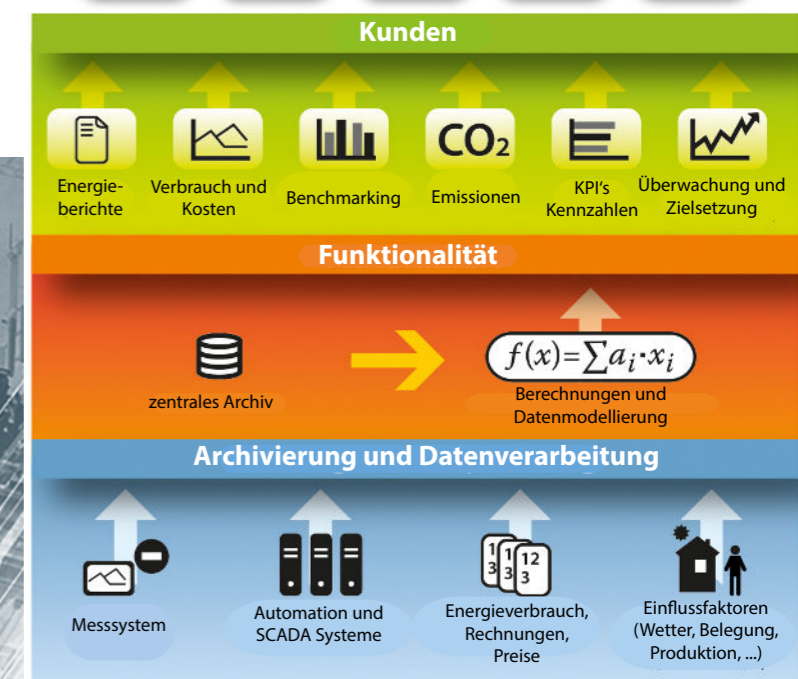 Kunden
CO₂
Energie-
berichte
Verbrauch und
Kosten
Benchmarking
Emissionen
KPI's
Kennzahlen
Überwachung und
Zielsetzung
Funktionalität
f(x)=∑aᵢ·xᵢ
zentrales Archiv
Berechnungen und
Datenmodellierung
Archivierung und Datenverarbeitung
1 1 12
3 3 3
Messsystem
Automation und
SCADA Systeme
Energieverbrauch,
Rechnungen,
Preise
Einflussfaktoren
(Wetter, Belegung,
Produktion, ...)